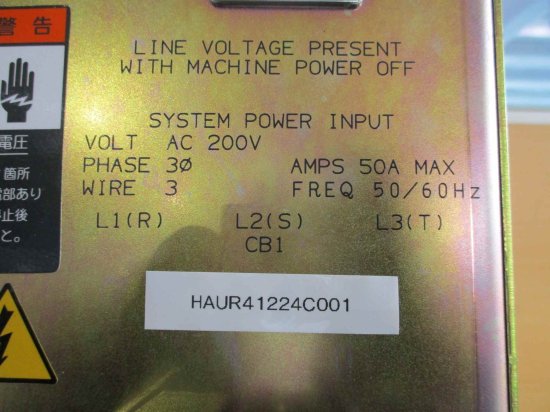 警告
電圧
箇所
部あり
止後
と。
LINE VOLTAGE PRESENT
WITH MACHINE POWER OFF
SYSTEM POWER INPUT
VOLT AC 200V
PHASE 3Ø AMPS 50A MAX
WIRE 3 FREQ 50/60Hz
L1(R) L2(S) L3(T)
CB1
HAUR41224C001